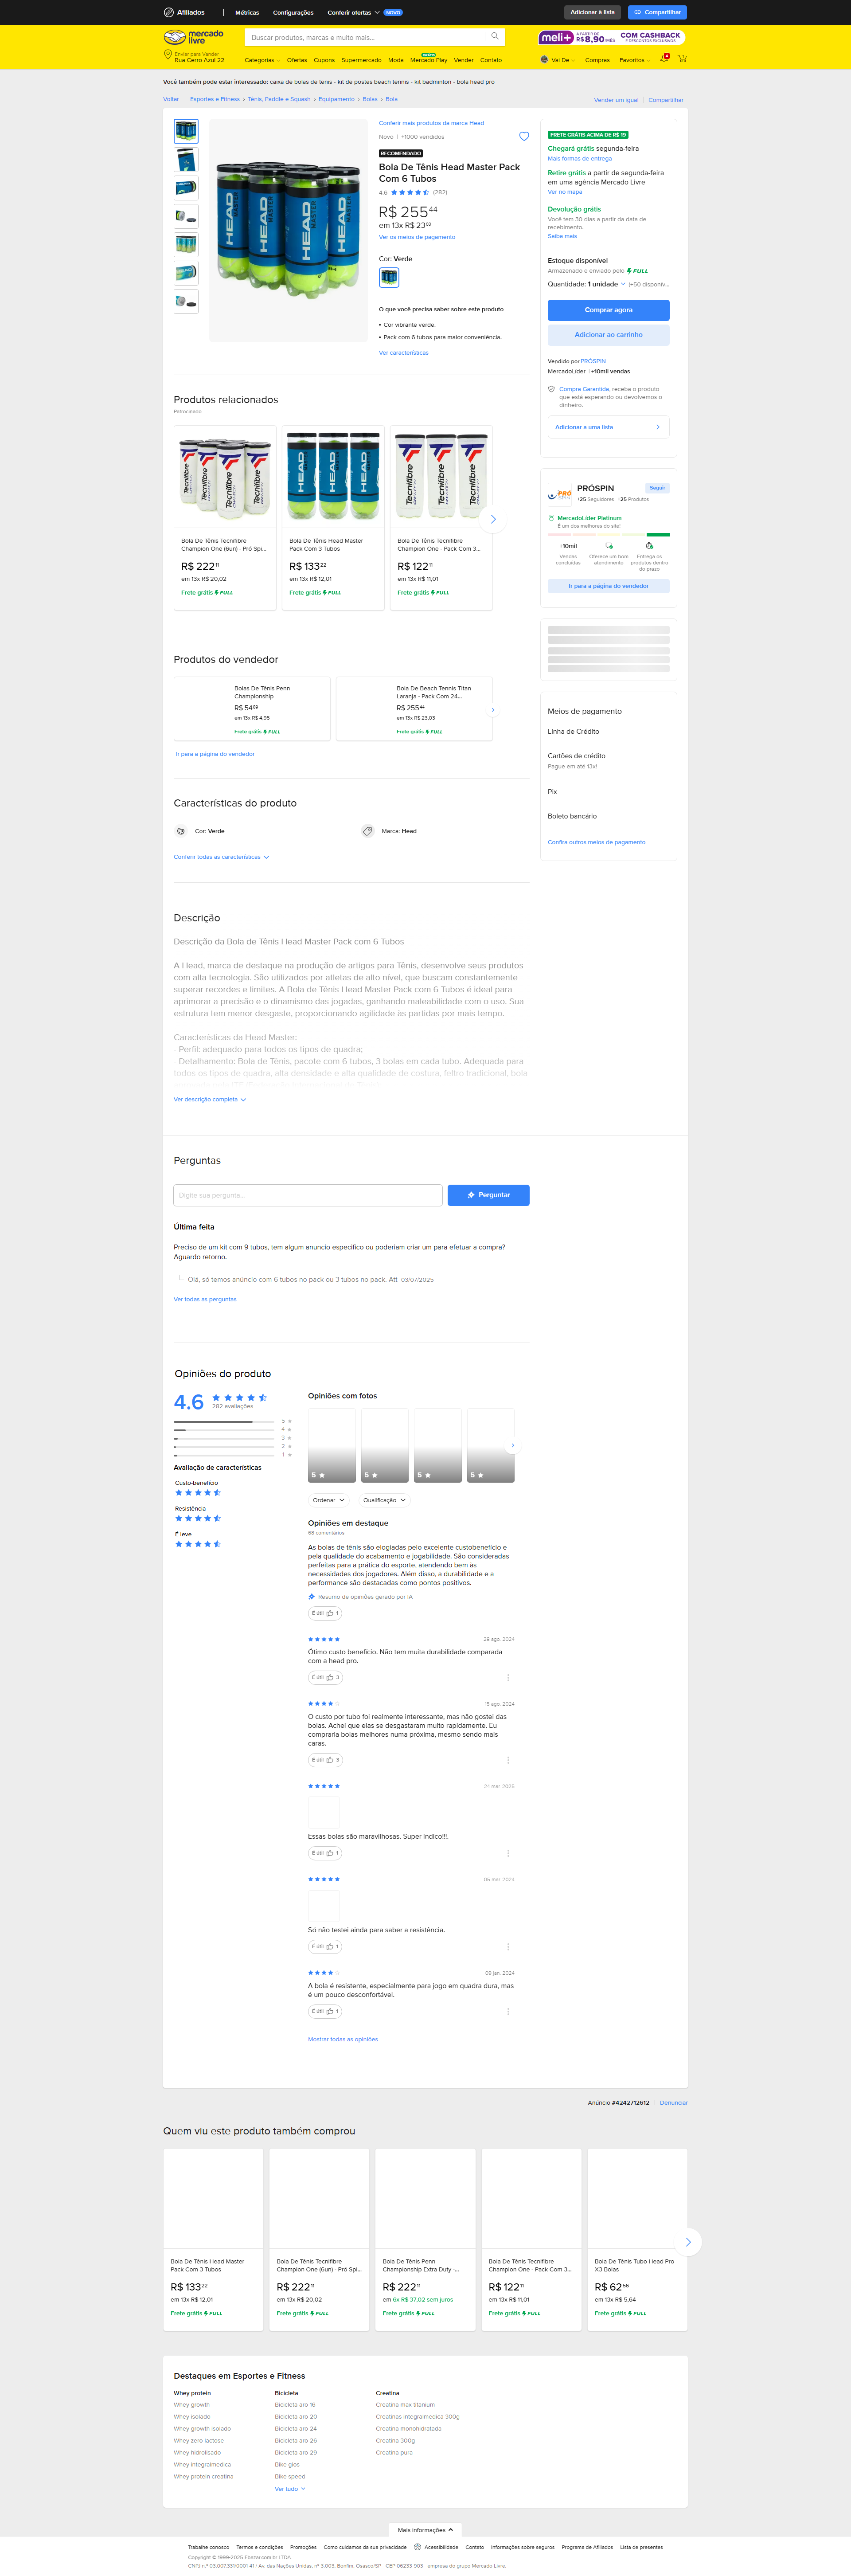 Afiliados
Métricas
Configurações
Conferir ofertas
NOVO
Adicionar à lista
Compartilhar
mercado
livre
Buscar produtos, marcas e muito mais...
meli+
A PARTIR DE
R$ 8,90/MÊS
COM CASHBACK
E DESCONTOS EXCLUSIVOS
Enviar para Vander
Rua Cerro Azul 22
Categorias
Ofertas
Cupons
Supermercado
Moda
Mercado Play
Vender
Contato
Val De
Compras
Favoritos
Você também pode estar interessado: caixa de bolas de tenis - kit de postes beach tennis - kit badminton - bola head pro
Voltar
Esportes e Fitness > Tênis, Paddle e Squash > Equipamento > Bolas > Bola
Vender um igual
Compartilhar
Conferir mais produtos da marca Head
Novo | +1000 vendidos
RECOMENDADO
Bola De Tênis Head Master Pack
Com 6 Tubos
4.6
(282)
R$ 255 44
em 13x R$ 23 03
Ver os meios de pagamento
Cor: Verde
O que você precisa saber sobre este produto
• Cor vibrante verde.
• Pack com 6 tubos para maior conveniência.
Ver características
FRETE GRÁTIS ACIMA DE R$ 19
Chegará grátis segunda-feira
Mais formas de entrega
Retire grátis a partir de segunda-feira
em uma agência Mercado Livre
Ver no mapa
Devolução grátis
Você tem 30 dias a partir da data de
recebimento.
Saiba mais
Estoque disponível
Armazenado e enviado pelo FULL
Quantidade: 1 unidade (+50 disponív...
Comprar agora
Adicionar ao carrinho
Vendido por PRÓSPIN
MercadoLíder | +10mil vendas
Compra Garantida, receba o produto
que está esperando ou devolvemos o
dinheiro.
Adicionar a uma lista
Produtos relacionados
Patrocinado
Bola De Tênis Tecnifibre
Champion One (6un) - Pró Spi...
R$ 222 11
em 13x R$ 20,02
Frete grátis FULL
Bola De Tênis Head Master
Pack Com 3 Tubos
R$ 133 22
em 13x R$ 12,01
Frete grátis FULL
Bola De Tênis Tecnifibre
Champion One - Pack Com 3...
R$ 122 11
em 13x R$ 11,01
Frete grátis FULL
PRÓSPIN
Seguir
+25 Seguidores
+25 Produtos
MercadoLíder Platinum
É um dos melhores do site!
+10mil
Vendas
concluídas
Oferece um bom
atendimento
Entrega os
produtos dentro
do prazo
Ir para a página do vendedor
Produtos do vendedor
Bolas De Tênis Penn
Championship
R$ 54 99
em 13x R$ 4,95
Frete grátis FULL
Bola De Beach Tennis Titan
Laranja - Pack Com 24...
R$ 255 44
em 13x R$ 23,03
Frete grátis FULL
Ir para a página do vendedor
Meios de pagamento
Linha de Crédito
Cartões de crédito
Pague em até 13x!
Pix
Boleto bancário
Confira outros meios de pagamento
Características do produto
Cor: Verde
Marca: Head
Conferir todas as características
Descrição
Descrição da Bola de Tênis Head Master Pack com 6 Tubos
A Head, marca de destaque na produção de artigos para Tênis, desenvolve seus produtos
com alta tecnologia. São utilizados por atletas de alto nível, que buscam constantemente
superar recordes e limites. A Bola de Tênis Head Master Pack com 6 Tubos é ideal para
aprimorar a precisão e o dinamismo das jogadas, ganhando maleabilidade com o uso. Sua
estrutura tem menor desgaste, proporcionando agilidade às partidas por mais tempo.
Características da Head Master:
- Perfil: adequado para todos os tipos de quadra;
- Detalhamento: Bola de Tênis, pacote com 6 tubos, 3 bolas em cada tubo. Adequada para
todos os tipos de quadra, alta densidade e alta qualidade de costura, feltro tradicional, bola
Ver descrição completa
Perguntas
Digite sua pergunta...
Perguntar
Última feita
Preciso de um kit com 9 tubos, tem algum anuncio específico ou poderiam criar um para efetuar a compra?
Aguardo retorno.
Olá, só temos anúncio com 6 tubos no pack ou 3 tubos no pack. Att 03/07/2025
Ver todas as perguntas
Opiniões do produto
4.6
282 avaliações
5
4
3
2
1
Avaliação de características
Custo-benefício
Resistência
É leve
Opiniões com fotos
5
5
5
5
Ordenar
Qualificação
Opiniões em destaque
68 comentários
As bolas de tênis são elogiadas pelo excelente custobenefício e
pela qualidade do acabamento e jogabilidade. São consideradas
perfeitas para a prática do esporte, atendendo bem às
necessidades dos jogadores. Além disso, a durabilidade e a
performance são destacadas como pontos positivos.
Resumo de opiniões gerado por IA
É útil 1
28 ago. 2024
Ótimo custo benefício. Não tem muita durabilidade comparada
com a head pro.
É útil 3
15 ago. 2024
O custo por tubo foi realmente interessante, mas não gostei das
bolas. Achei que elas se desgastaram muito rapidamente. Eu
compraria bolas melhores numa próxima, mesmo sendo mais
caras.
É útil 3
24 mar. 2025
Essas bolas são maravilhosas. Super indico!!!.
É útil 1
05 mar. 2024
Só não testei ainda para saber a resistência.
É útil 1
09 jan. 2024
A bola é resistente, especialmente para jogo em quadra dura, mas
é um pouco desconfortável.
É útil 1
Mostrar todas as opiniões
Anúncio #4242712612
Denunciar
Quem viu este produto também comprou
Bola De Tênis Head Master
Pack Com 3 Tubos
R$ 133 22
em 13x R$ 12,01
Frete grátis FULL
Bola De Tênis Tecnifibre
Champion One (6un) - Pró Spi...
R$ 222 11
em 13x R$ 20,02
Frete grátis FULL
Bola De Tênis Penn
Championship Extra Duty -...
R$ 222 11
em 6x R$ 37,02 sem juros
Frete grátis FULL
Bola De Tênis Tecnifibre
Champion One - Pack Com 3...
R$ 122 11
em 13x R$ 11,01
Frete grátis FULL
Bola De Tênis Tubo Head Pro
X3 Bolas
R$ 62 56
em 13x R$ 5,64
Frete grátis FULL
Destaques em Esportes e Fitness
Whey protein
Whey growth
Whey isolado
Whey growth isolado
Whey zero lactose
Whey hidrolisado
Whey integralmedica
Whey protein creatina
Bicicleta
Bicicleta aro 16
Bicicleta aro 20
Bicicleta aro 24
Bicicleta aro 26
Bicicleta aro 29
Bike gios
Bike speed
Ver tudo
Creatina
Creatina max titanium
Creatinas integralmedica 300g
Creatina monohidratada
Creatina 300g
Creatina pura
Mais informações
Trabalhe conosco
Termos e condições
Promoções
Como cuidamos da sua privacidade
Acessibilidade
Contato
Informações sobre seguros
Programa de Afiliados
Lista de presentes
Copyright © 1999-2025 Ebazar.com.br LTDA.
CNPJ n.º 03.007.331/0001-41 / Av. das Nações Unidas, nº 3.003, Bonfim, Osasco/SP - CEP 06233-903 - empresa do grupo Mercado Livre.